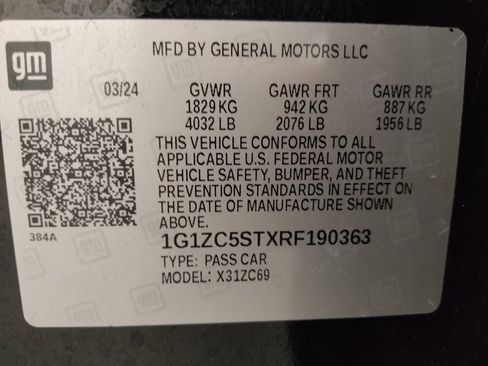 gm
MFD BY GENERAL MOTORS LLC
03/24 GVWR GAWR FRT GAWR RR
1829 KG 942 KG 887 KG
4032 LB 2076 LB 1956 LB
THIS VEHICLE CONFORMS TO ALL
APPLICABLE U.S. FEDERAL MOTOR
VEHICLE SAFETY, BUMPER, AND THEFT
PREVENTION STANDARDS IN EFFECT ON
THE DATE OF MANUFACTURE SHOWN
ABOVE.
384A
1G1ZC5STXRF190363
TYPE: PASS CAR
MODEL: X31ZC69